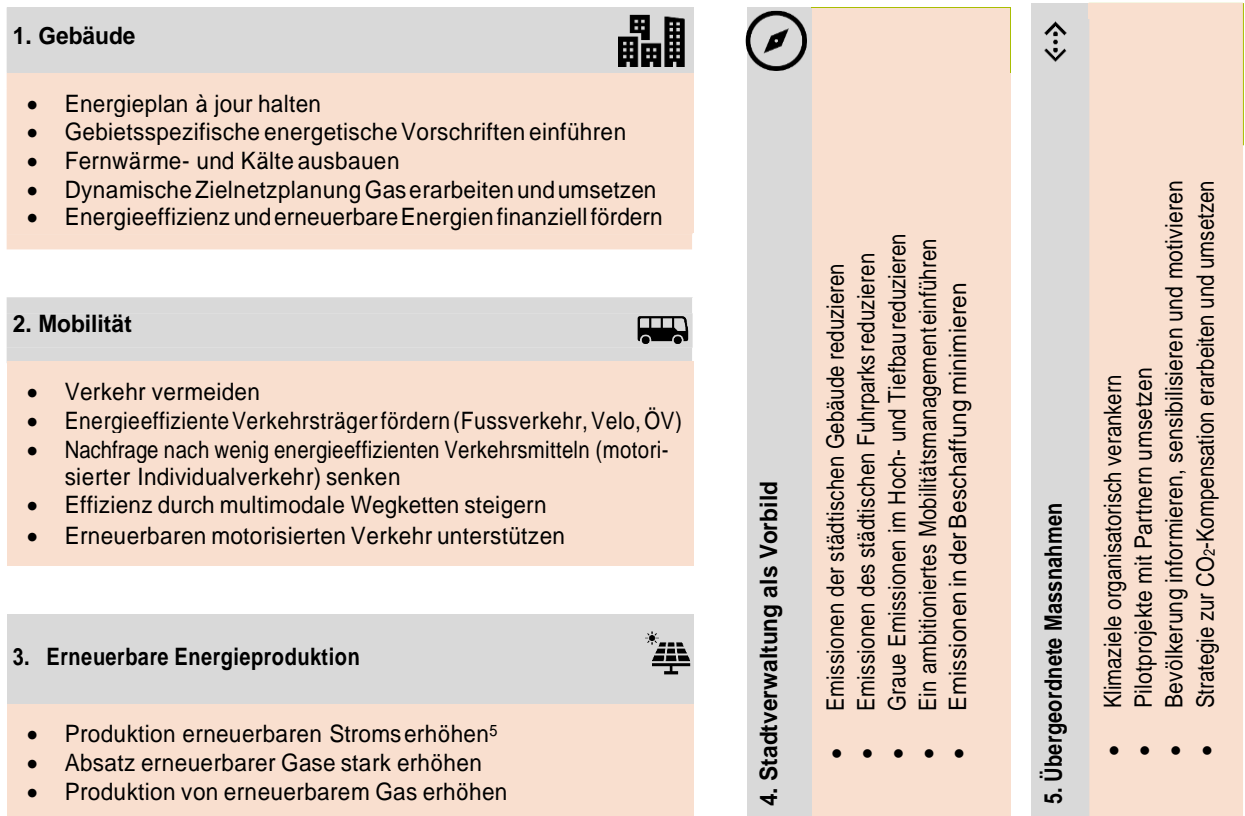 1. Gebäude
• Energieplan à jour halten
• Gebietsspezifische energetische Vorschriften einführen
• Fernwärme- und Kälte ausbauen
• Dynamische Zielnetzplanung Gas erarbeiten und umsetzen
• Energieeffizienz und erneuerbare Energien finanziell fördern
2. Mobilität
• Verkehr vermeiden
• Energieeffiziente Verkehrsträger fördern (Fussverkehr, Velo, ÖV)
• Nachfrage nach wenig energieeffizienten Verkehrsmitteln (motori-
sierter Individualverkehr) senken
• Effizienz durch multimodale Wegketten steigern
• Erneuerbaren motorisierten Verkehr unterstützen
3. Erneuerbare Energieproduktion
• Produktion erneuerbaren Stroms erhöhen⁵
• Absatz erneuerbarer Gase stark erhöhen
• Produktion von erneuerbarem Gas erhöhen
4. Stadtverwaltung als Vorbild
• Emissionen der städtischen Gebäude reduzieren
• Emissionen des städtischen Fuhrparks reduzieren
• Graue Emissionen im Hoch- und Tiefbau reduzieren
• Ein ambitioniertes Mobilitätsmanagement einführen
• Emissionen in der Beschaffung minimieren
5. Übergeordnete Massnahmen
• Klimaziele organisatorisch verankern
• Pilotprojekte mit Partnern umsetzen
• Bevölkerung informieren, sensibilisieren und motivieren
• Strategie zur CO₂-Kompensation erarbeiten und umsetzen